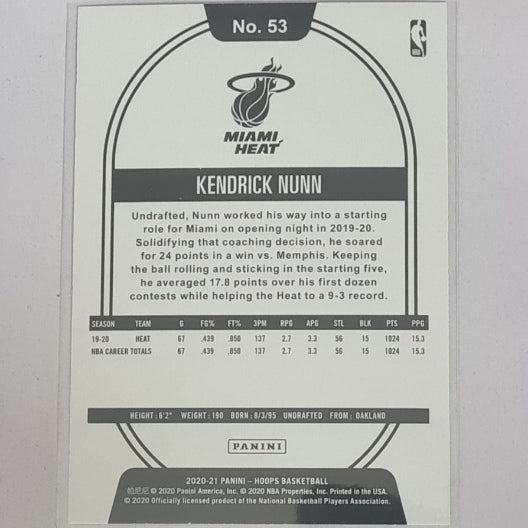 No. 53
NBA
MIAMI
HEAT
KENDRICK NUNN
Undrafted, Nunn worked his way into a starting
role for Miami on opening night in 2019-20.
Solidifying that coaching decision, he soared
for 24 points in a win vs. Memphis. Keeping
the ball rolling and sticking in the starting five,
he averaged 17.8 points over his first dozen
contests while helping the Heat to a 9-3 record.
SEASON TEAM G FG% FT% 3PM RPG APG STL BLK PTS PPG
19-20 HEAT 67 .439 .850 137 2.7 3.3 56 15 1024 15.3
NBA CAREER TOTALS 67 .439 .850 137 2.7 3.3 56 15 1024 15.3
HEIGHT: 6'2" WEIGHT: 190 BORN: 8/3/95 UNDRAFTED FROM: OAKLAND
PANINI
2020-21 PANINI – HOOPS BASKETBALL
帕尼尼 © 2020 Panini America, Inc. © 2020 NBA Properties, Inc. Printed in the USA.
© 2020 Officially licensed product of the National Basketball Players Association.